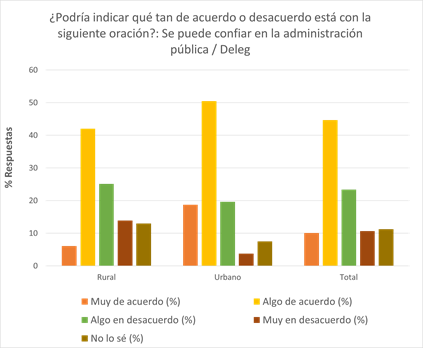 ¿Podría indicar qué tan de acuerdo o desacuerdo está con la
siguiente oración?: Se puede confiar en la administración
pública / Deleg
60
50
40
30
20
10
0
% Respuestas
Rural
Urbano
Total
Muy de acuerdo (%)
Algo de acuerdo (%)
Algo en desacuerdo (%)
Muy en desacuerdo (%)
No lo sé (%)